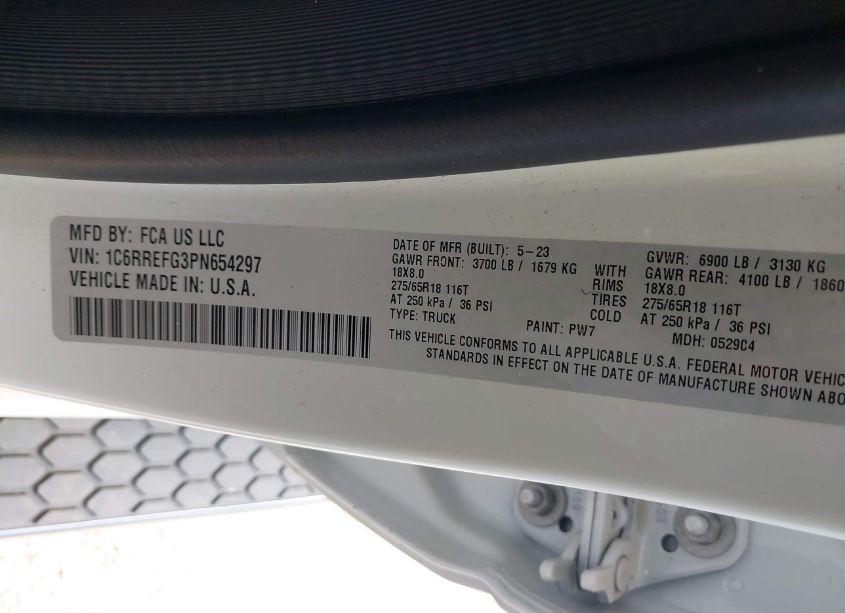 MFD BY: FCA US LLC
VIN: 1C6RREFG3PN654297
VEHICLE MADE IN: U.S.A.
DATE OF MFR (BUILT): 5-23
GAWR FRONT: 3700 LB / 1679 KG
18X8.0
275/65R18 116T
AT 250 kPa / 36 PSI
TYPE: TRUCK
PAINT: PW7
WITH
RIMS
TIRES
COLD
GVWR: 6900 LB / 3130 KG
GAWR REAR: 4100 LB / 1860
18X8.0
275/65R18 116T
AT 250 kPa / 36 PSI
MDH: 0529C4
THIS VEHICLE CONFORMS TO ALL APPLICABLE U.S.A. FEDERAL MOTOR VEHIC
STANDARDS IN EFFECT ON THE DATE OF MANUFACTURE SHOWN ABO